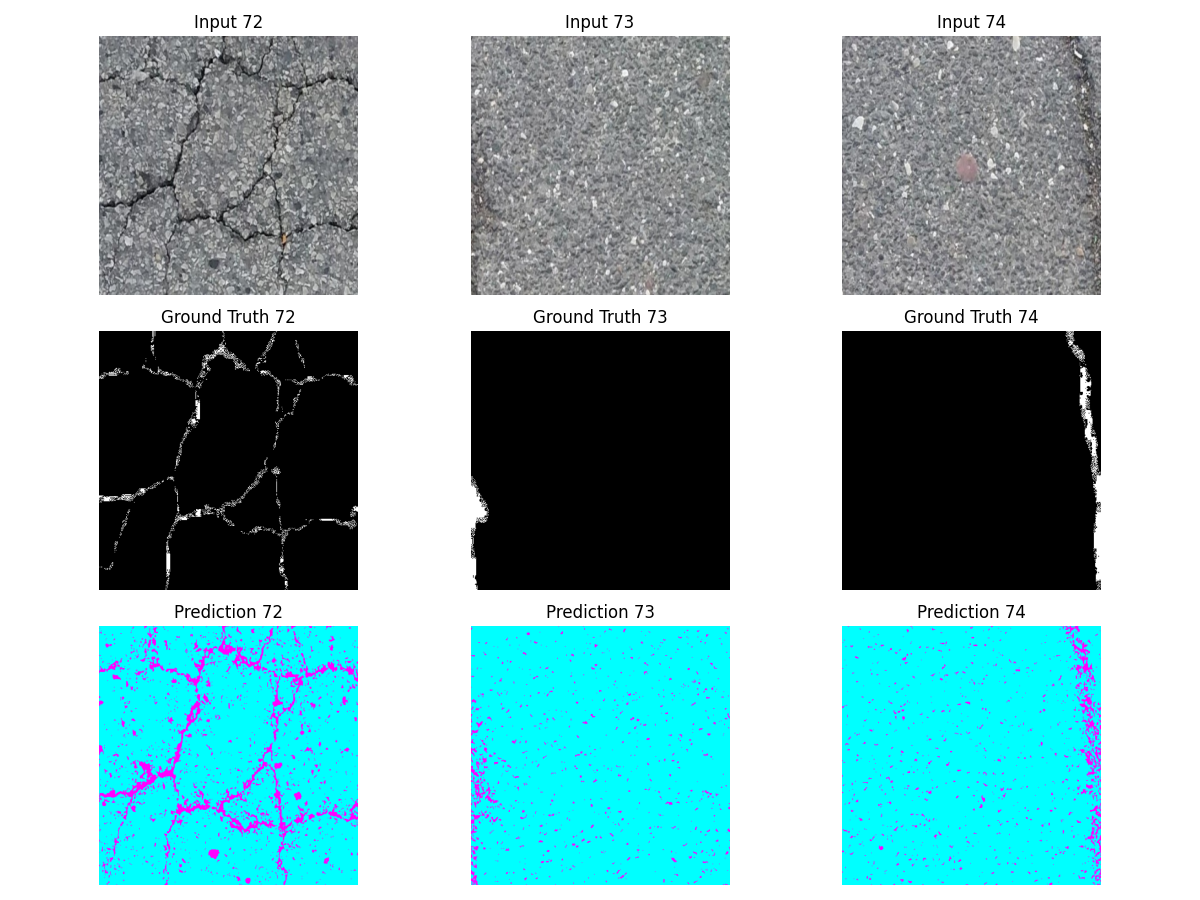 Input 72
Input 73
Input 74
Ground Truth 72
Ground Truth 73
Ground Truth 74
Prediction 72
Prediction 73
Prediction 74